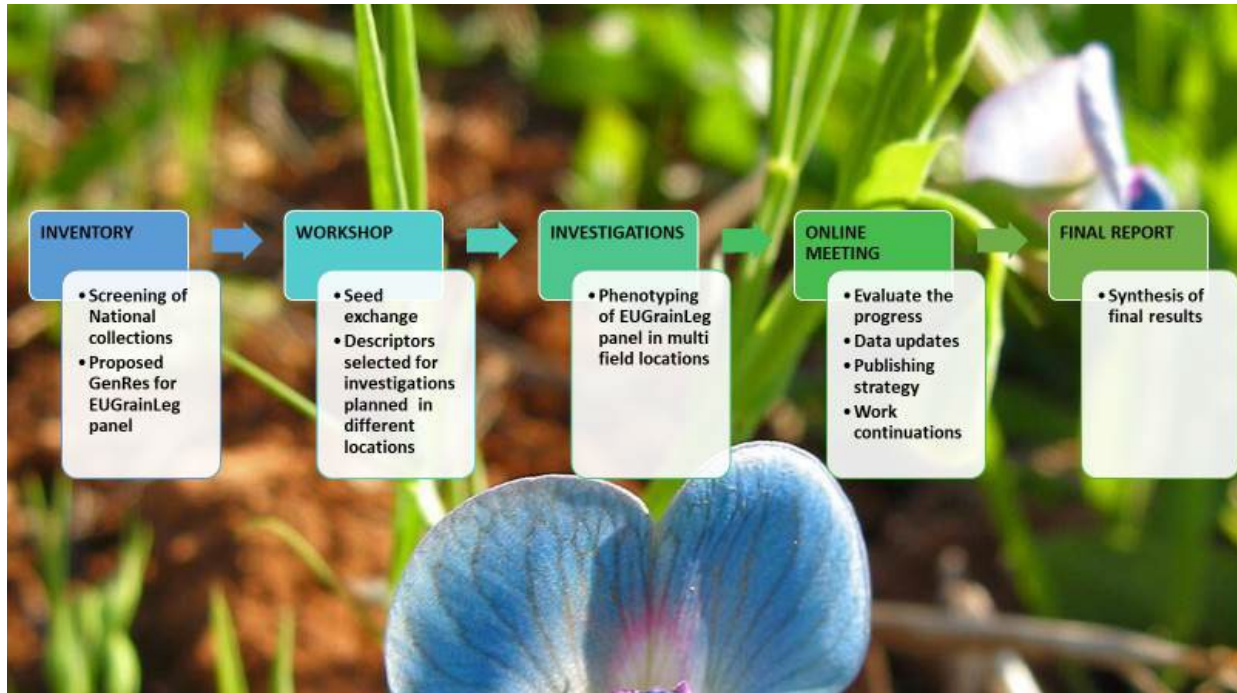 INVENTORY
• Screening of
National
collections
• Proposed
GenRes for
EUGrainLeg
panel
WORKSHOP
• Seed
exchange
• Descriptors
selected for
investigations
planned in
different
locations
INVESTIGATIONS
• Phenotyping
of EUGrainLeg
panel in multi
field locations
ONLINE
MEETING
• Evaluate the
progress
• Data updates
• Publishing
strategy
• Work
continuations
FINAL REPORT
• Synthesis of
final results